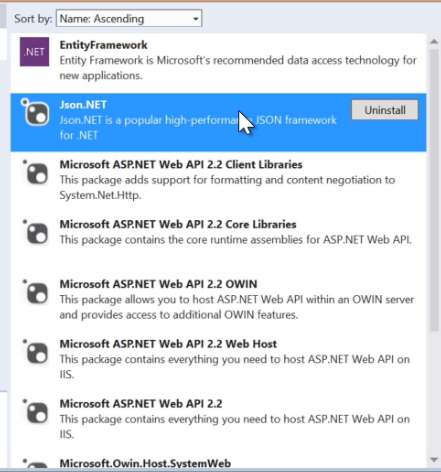 Sort by: Name: Ascending
.NET
EntityFramework
Entity Framework is Microsoft's recommended data access technology for
new applications.
Json.NET
Json.NET is a popular high-performance JSON framework
for .NET
Uninstall
Microsoft ASP.NET Web API 2.2 Client Libraries
This package adds support for formatting and content negotiation to
System.Net.Http.
Microsoft ASP.NET Web API 2.2 Core Libraries
This package contains the core runtime assemblies for ASP.NET Web API.
Microsoft ASP.NET Web API 2.2 OWIN
This package allows you to host ASP.NET Web API within an OWIN server
and provides access to additional OWIN features.
Microsoft ASP.NET Web API 2.2 Web Host
This package contains everything you need to host ASP.NET Web API on
IIS.
Microsoft ASP.NET Web API 2.2
This package contains everything you need to host ASP.NET Web API on
IIS.
Microsoft.Owin.Host.SystemWeb